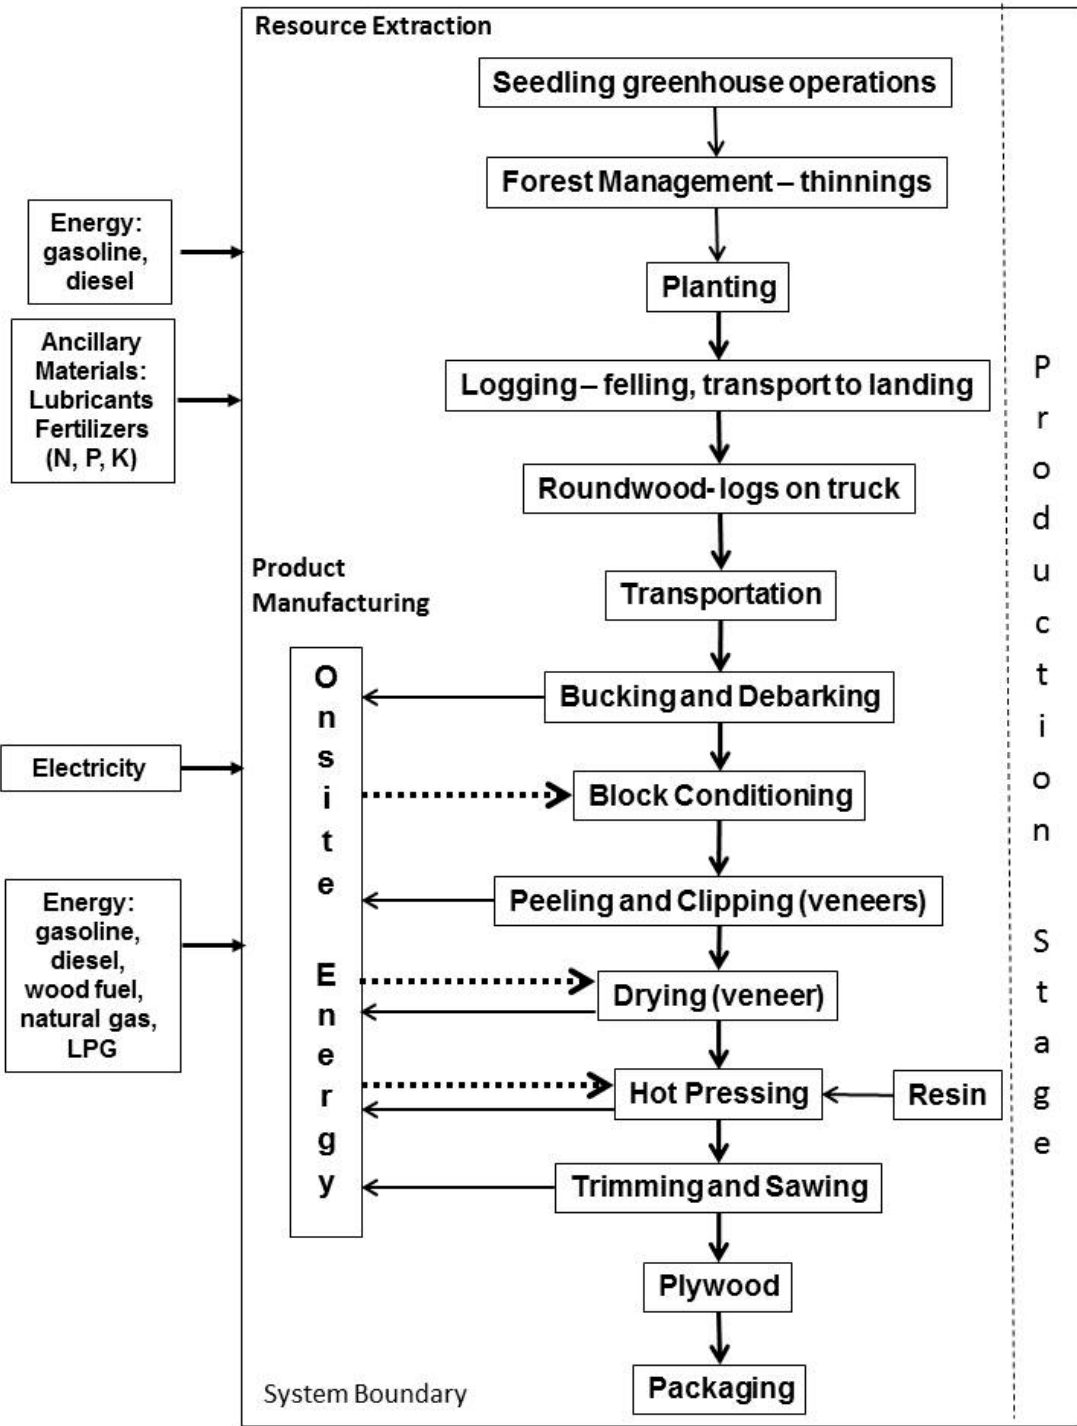 Resource Extraction
Seedling greenhouse operations
Forest Management – thinnings
Energy:
gasoline,
diesel
Planting
Ancillary
Materials:
Lubricants
Fertilizers
(N, P, K)
Logging – felling, transport to landing
Roundwood- logs on truck
Product
Manufacturing
Transportation
Onsite Energy
Bucking and Debarking
Electricity
Block Conditioning
Energy:
gasoline,
diesel,
wood fuel,
natural gas,
LPG
Peeling and Clipping (veneers)
Drying (veneer)
Hot Pressing
Resin
Trimming and Sawing
Plywood
Packaging
System Boundary
Production Stage